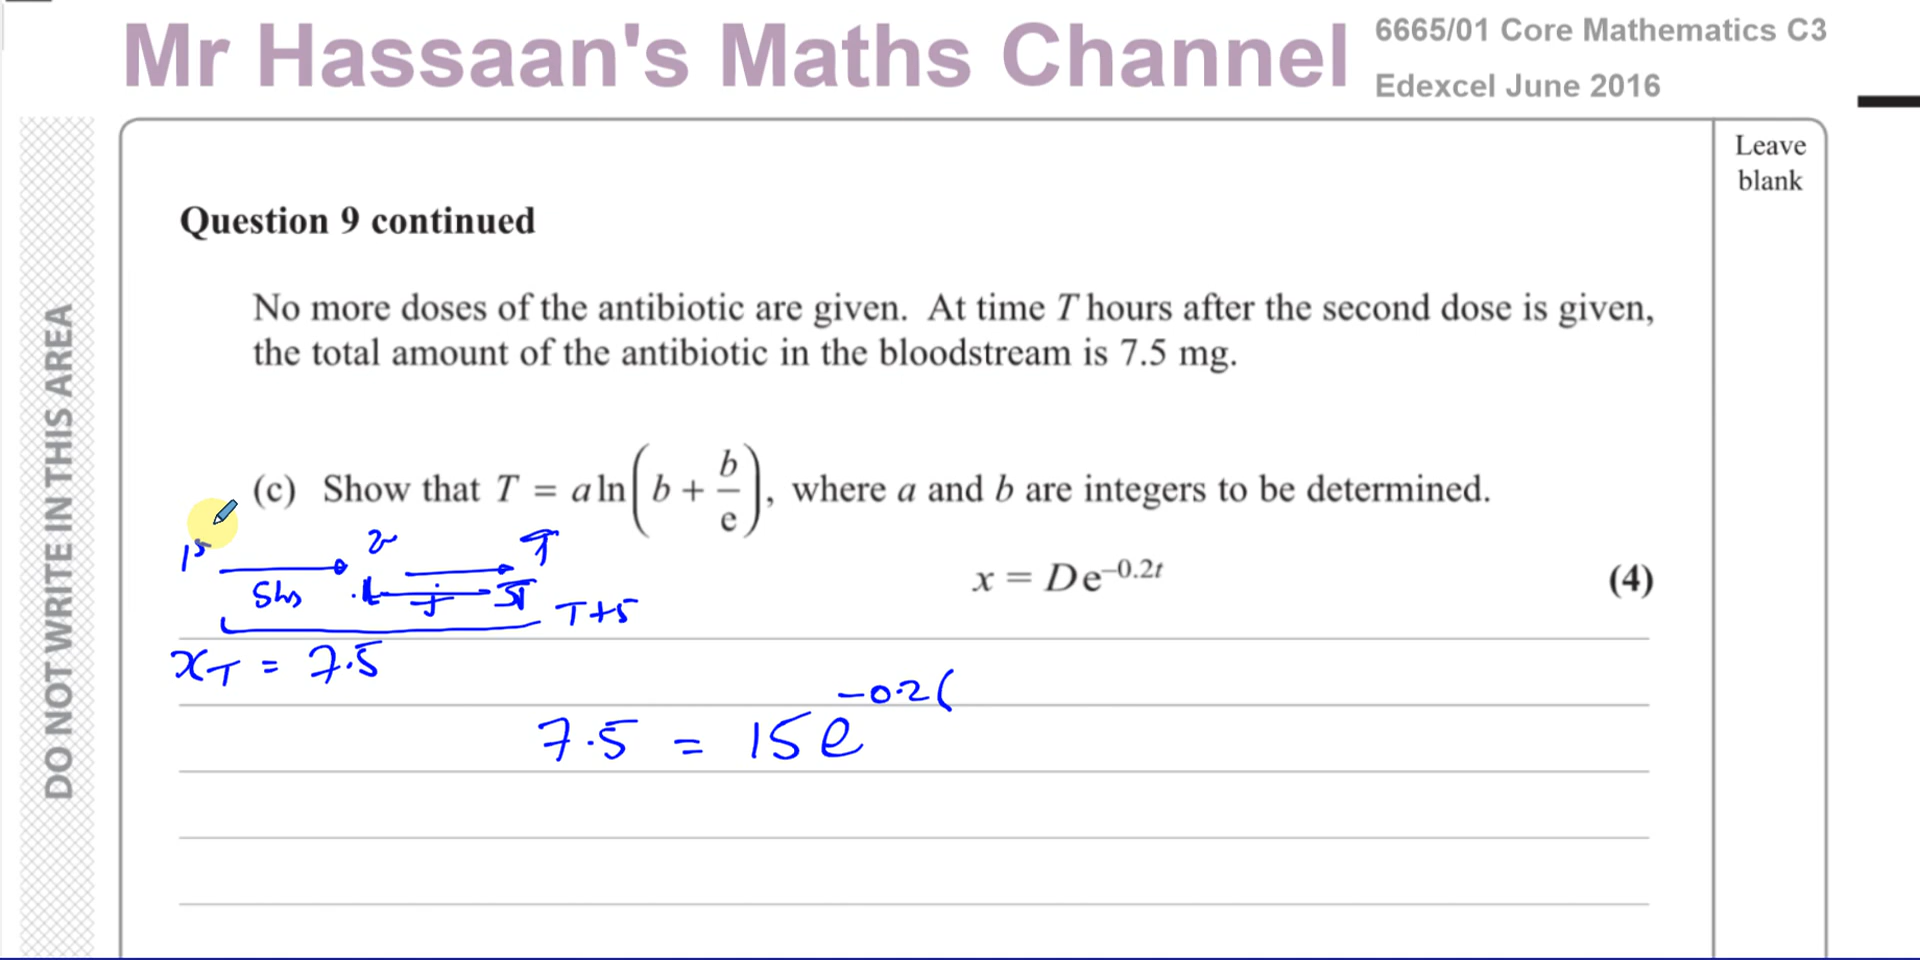 Mr Hassaan's Maths Channel
6665/01 Core Mathematics C3
Edexcel June 2016
Leave
blank
DO NOT WRITE IN THIS AREA
Question 9 continued
No more doses of the antibiotic are given. At time T hours after the second dose is given,
the total amount of the antibiotic in the bloodstream is 7.5 mg.
(c) Show that T = a ln(b + b/e), where a and b are integers to be determined.
x = De^{-0.2t}
(4)
T
5hs
T+5
x_T = 7.5
7.5 = 15e^{-0.2(}